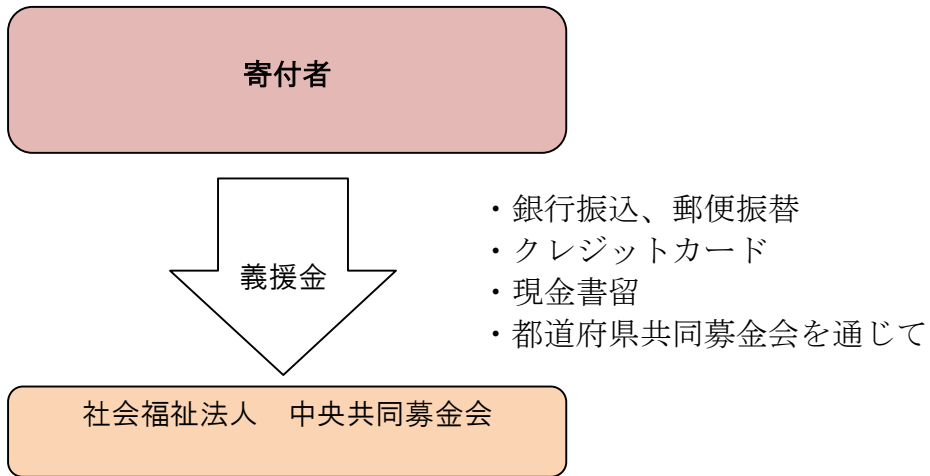 寄付者
・銀行振込、郵便振替
・クレジットカード
義援金
・現金書留
・都道府県共同募金会を通じて
社会福祉法人　中央共同募金会